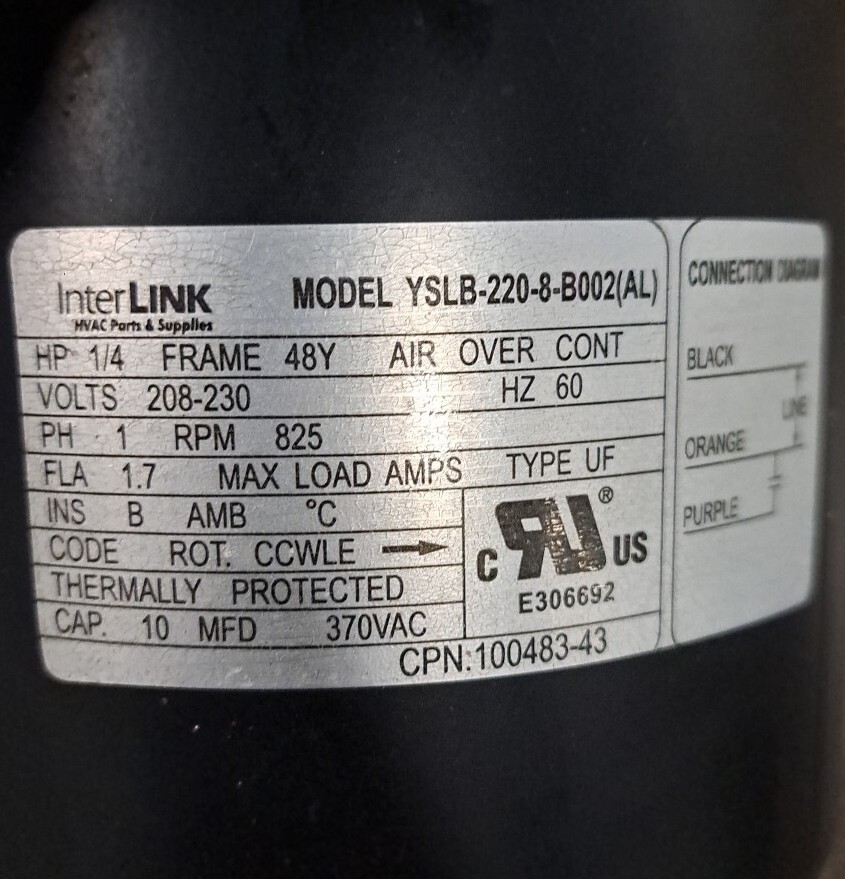 InterLINK
HVAC Parts & Supplies
MODEL YSLB-220-8-B002(AL)
HP 1/4 FRAME 48Y AIR OVER CONT
VOLTS 208-230 HZ 60
PH 1 RPM 825
FLA 1.7 MAX LOAD AMPS TYPE UF
INS B AMB °C
CODE ROT. CCWLE
THERMALLY PROTECTED
CAP. 10 MFD 370VAC
C RU ® US
E306692
CPN:100483-43
CONNECTION DIAGRAM
BLACK
LINE
ORANGE
PURPLE